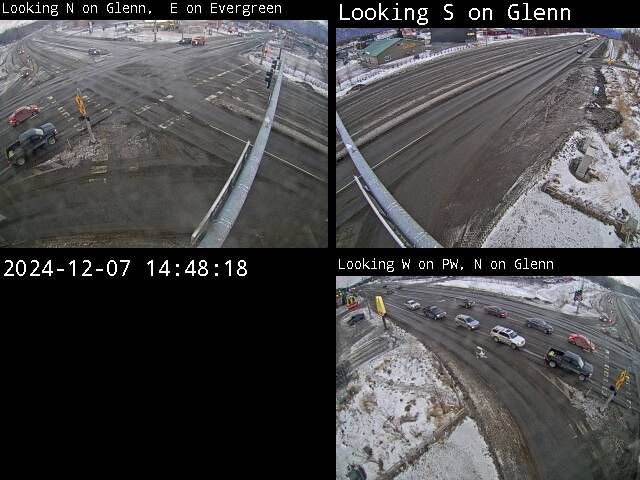 Looking N on Glenn,  E on Evergreen
Looking S on Glenn
2024-12-07 14:48:18
Looking W on PW, N on Glenn